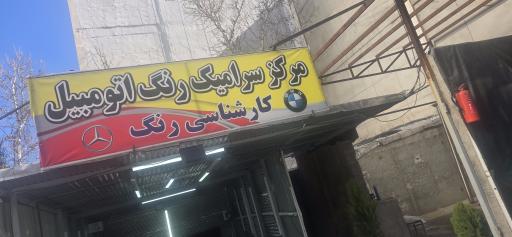 مرکز سرامیک رنگ اتومبیل
کارشناسی رنگ